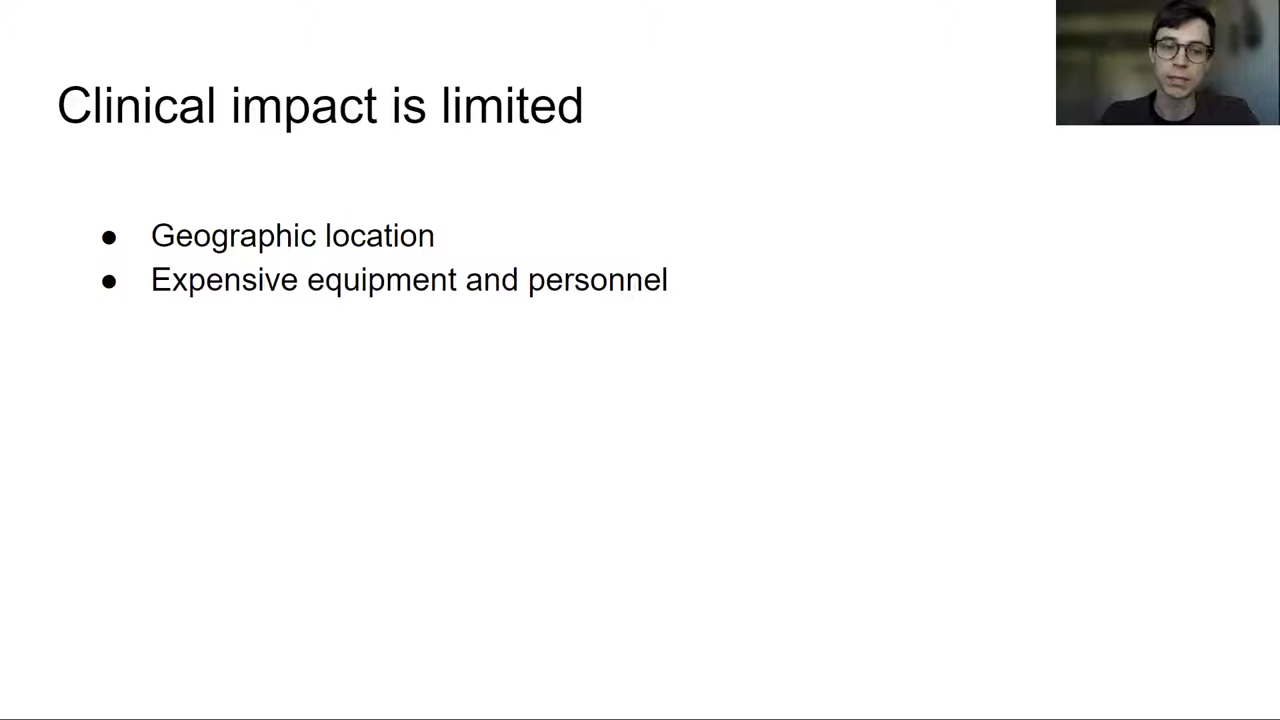 Clinical impact is limited
● Geographic location
● Expensive equipment and personnel